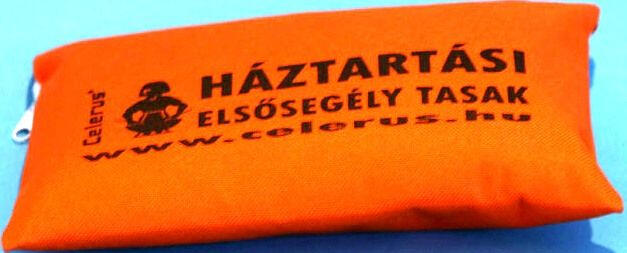 Celerus®
HÁZTARTÁSI
ELSŐSEGÉLY TASAK
www.celerus.hu